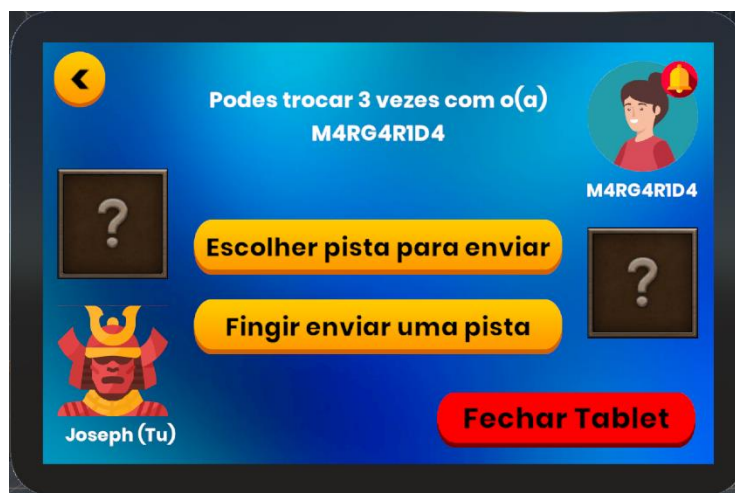 Podes trocar 3 vezes com o(a)
M4RG4R1D4
M4RG4R1D4
?
Escolher pista para enviar
?
Fingir enviar uma pista
Joseph (Tu)
Fechar Tablet